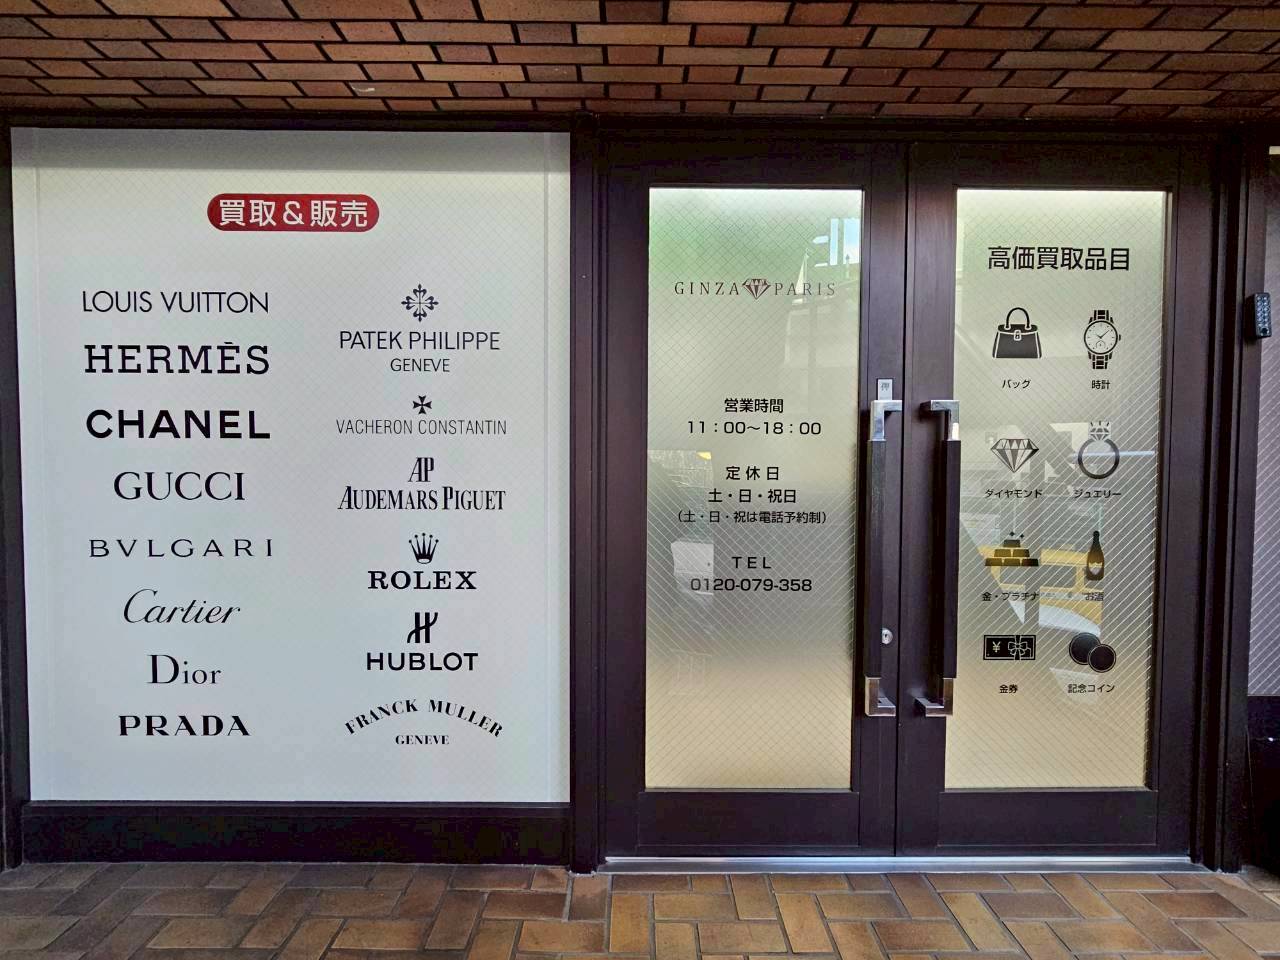 買取&販売
LOUIS VUITTON
HERMÈS
CHANEL
GUCCI
BVLGARI
Cartier
Dior
PRADA
PATEK PHILIPPE
GENEVE
VACHERON CONSTANTIN
AP
AUDEMARS PIGUET
ROLEX
H
HUBLOT
FRANCK MULLER
GENEVE
GINZA PARIS
営業時間
11:00~18:00
定休日
土・日・祝日
(土・日・祝は電話予約制)
TEL
0120-079-358
押
高価買取品目
バッグ 時計
ダイヤモンド ジュエリー
金・プラチナ お酒
¥
金券 記念コイン